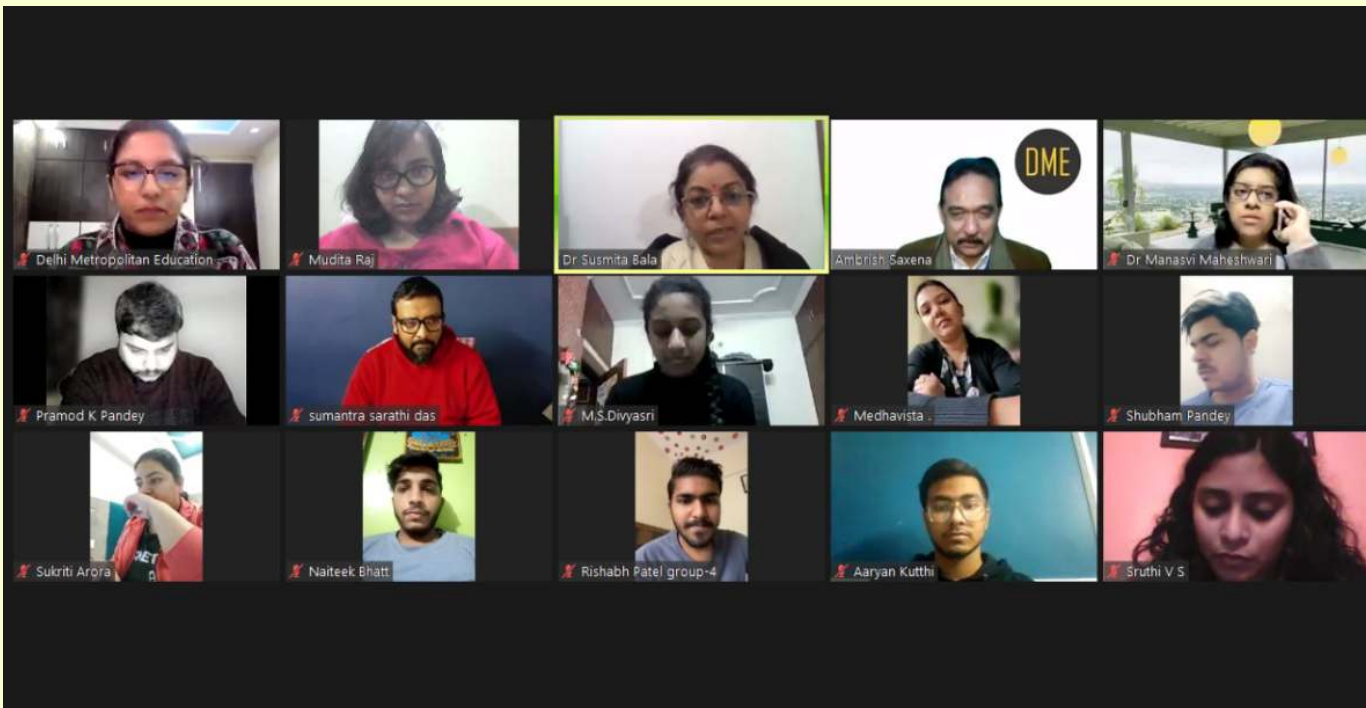 Delhi Metropolitan Education
Mudita Raj
Dr Susmita Bala
DME
Ambrish Saxena
Dr Manasvi Maheshwari
Pramod K Pandey
sumantra sarathi das
M.S.Divyasri
Medhavista .
Shubham Pandey
Sukriti Arora
Naiteek Bhatt
Rishabh Patel group-4
Aaryan Kutthi
Sruthi V S